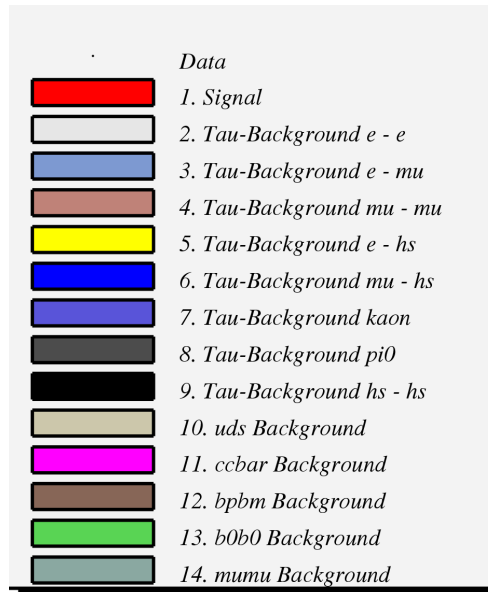 Data
1. Signal
2. Tau-Background e - e
3. Tau-Background e - mu
4. Tau-Background mu - mu
5. Tau-Background e - hs
6. Tau-Background mu - hs
7. Tau-Background kaon
8. Tau-Background pi0
9. Tau-Background hs - hs
10. uds Background
11. ccbar Background
12. bpbm Background
13. b0b0 Background
14. mumu Background